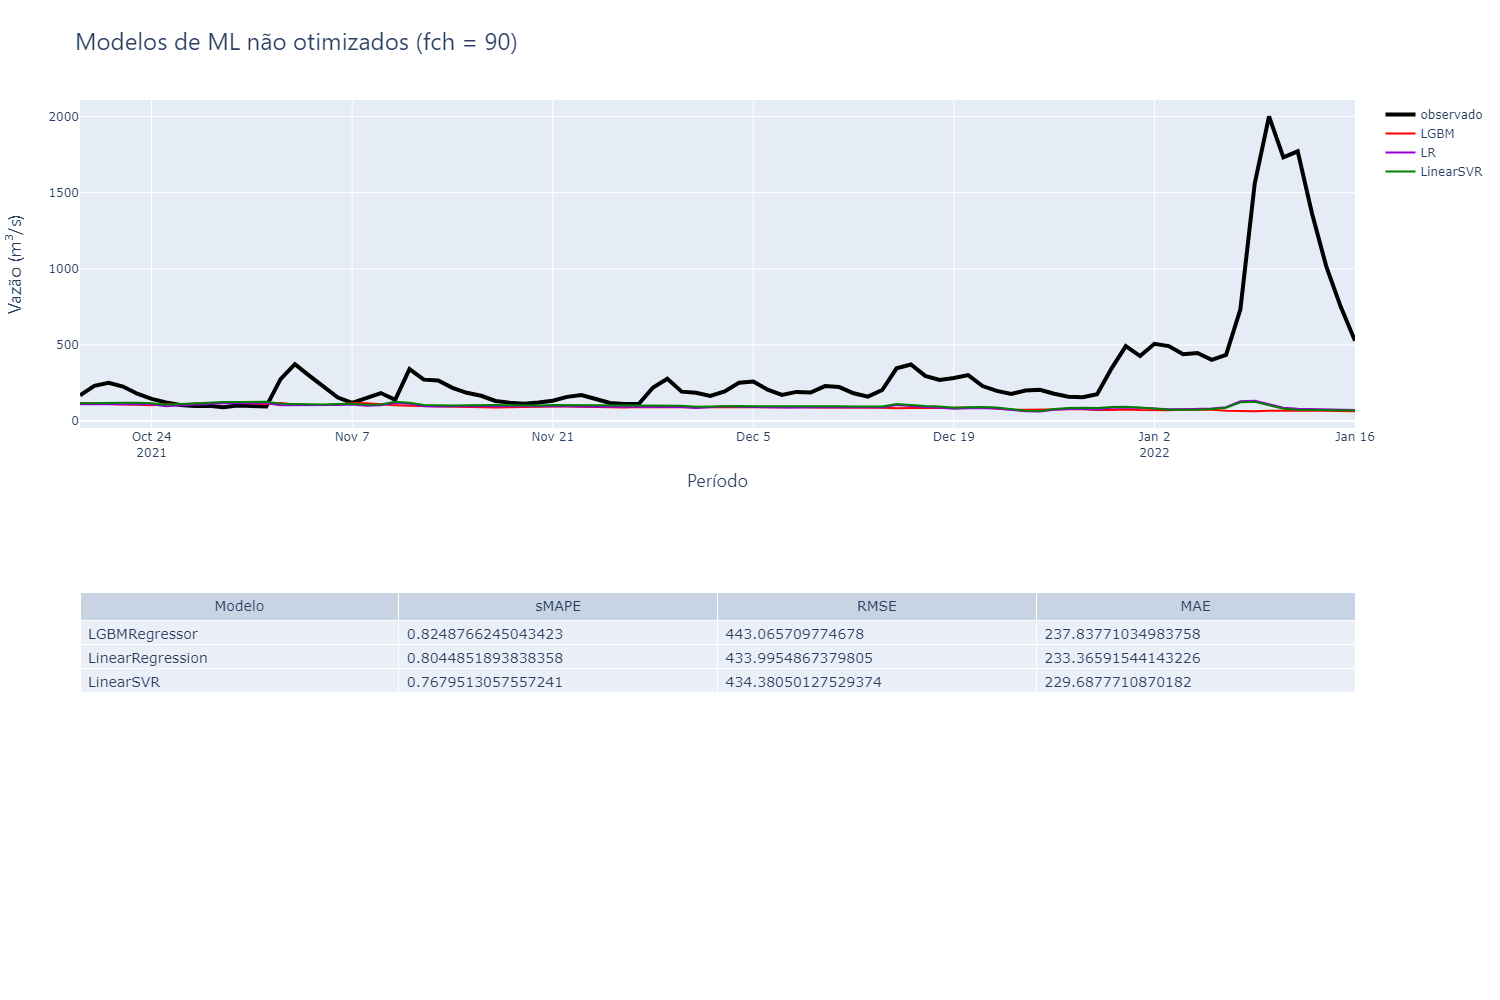 Modelos de ML não otimizados (fch = 90)
observado
LGBM
LR
LinearSVR
Vazão (m³/s)
2000
1500
1000
500
0
Oct 24 Nov 7 Nov 21 Dec 5 Dec 19 Jan 2 Jan 16
2021 2022
Período
Modelo sMAPE RMSE MAE
LGBMRegressor 0.8248766245043423 443.065709774678 237.83771034983758
LinearRegression 0.8044851893838358 433.9954867379805 233.36591544143226
LinearSVR 0.7679513057557241 434.38050127529374 229.6877710870182